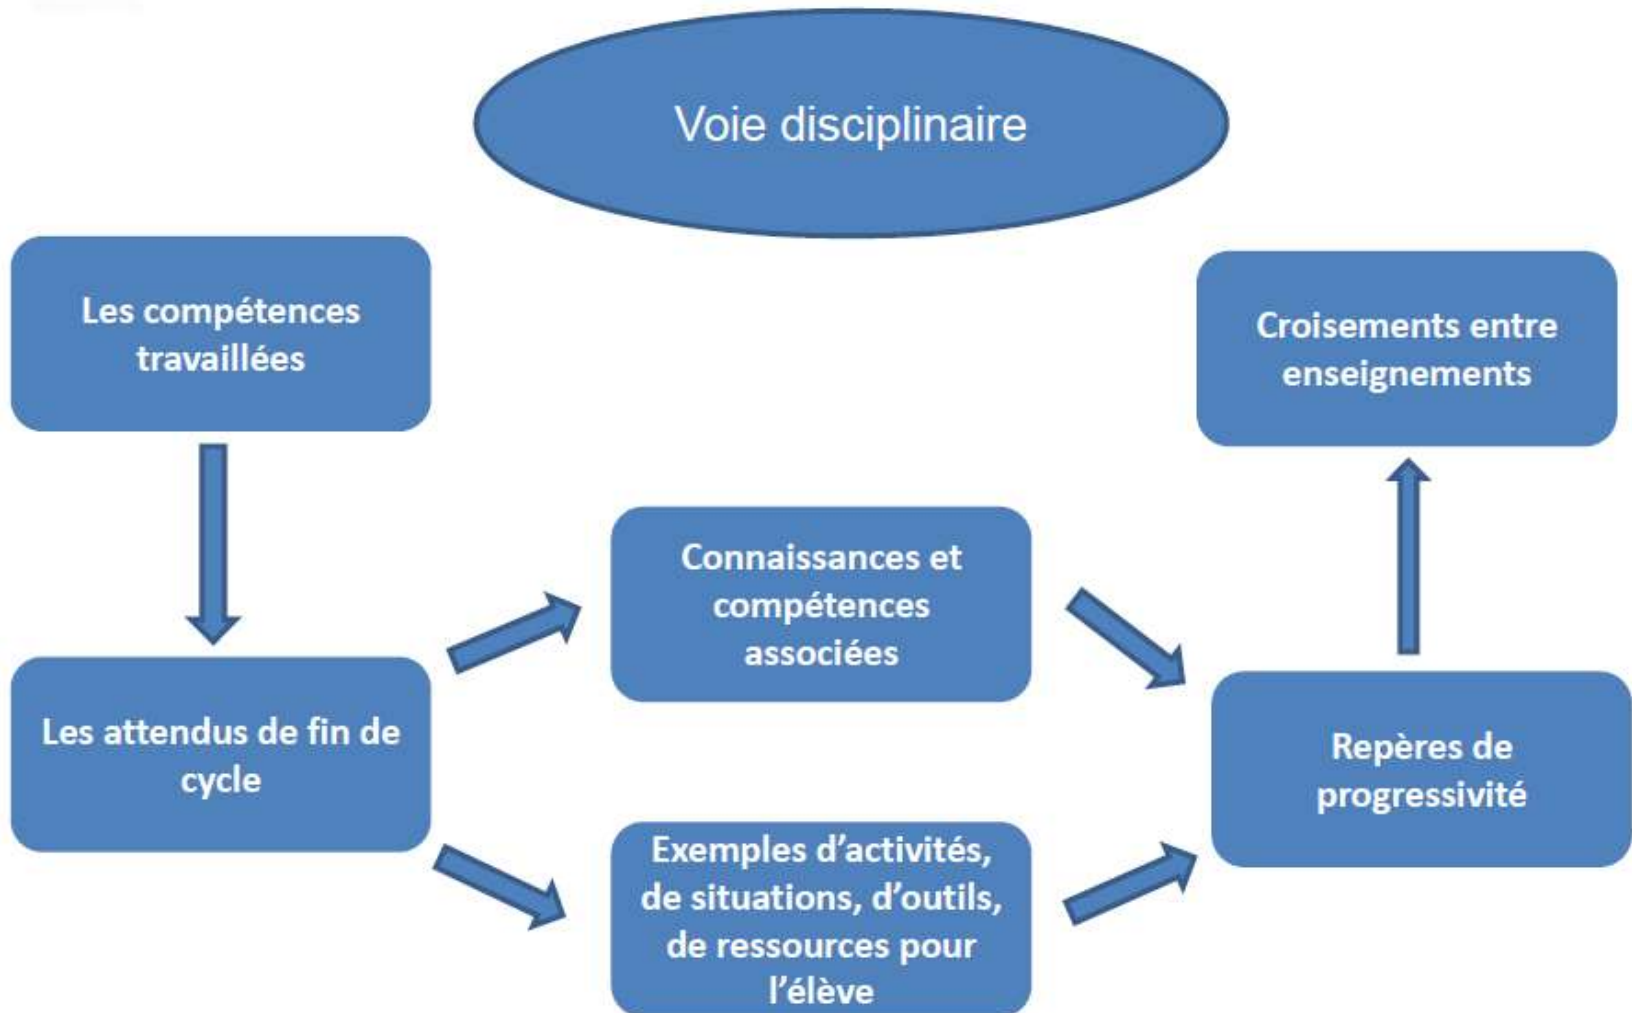 Voie disciplinaire
Les compétences
travaillées
Croisements entre
enseignements
Connaissances et
compétences
associées
Les attendus de fin de
cycle
Repères de
progressivité
Exemples d’activités,
de situations, d’outils,
de ressources pour
l’élève